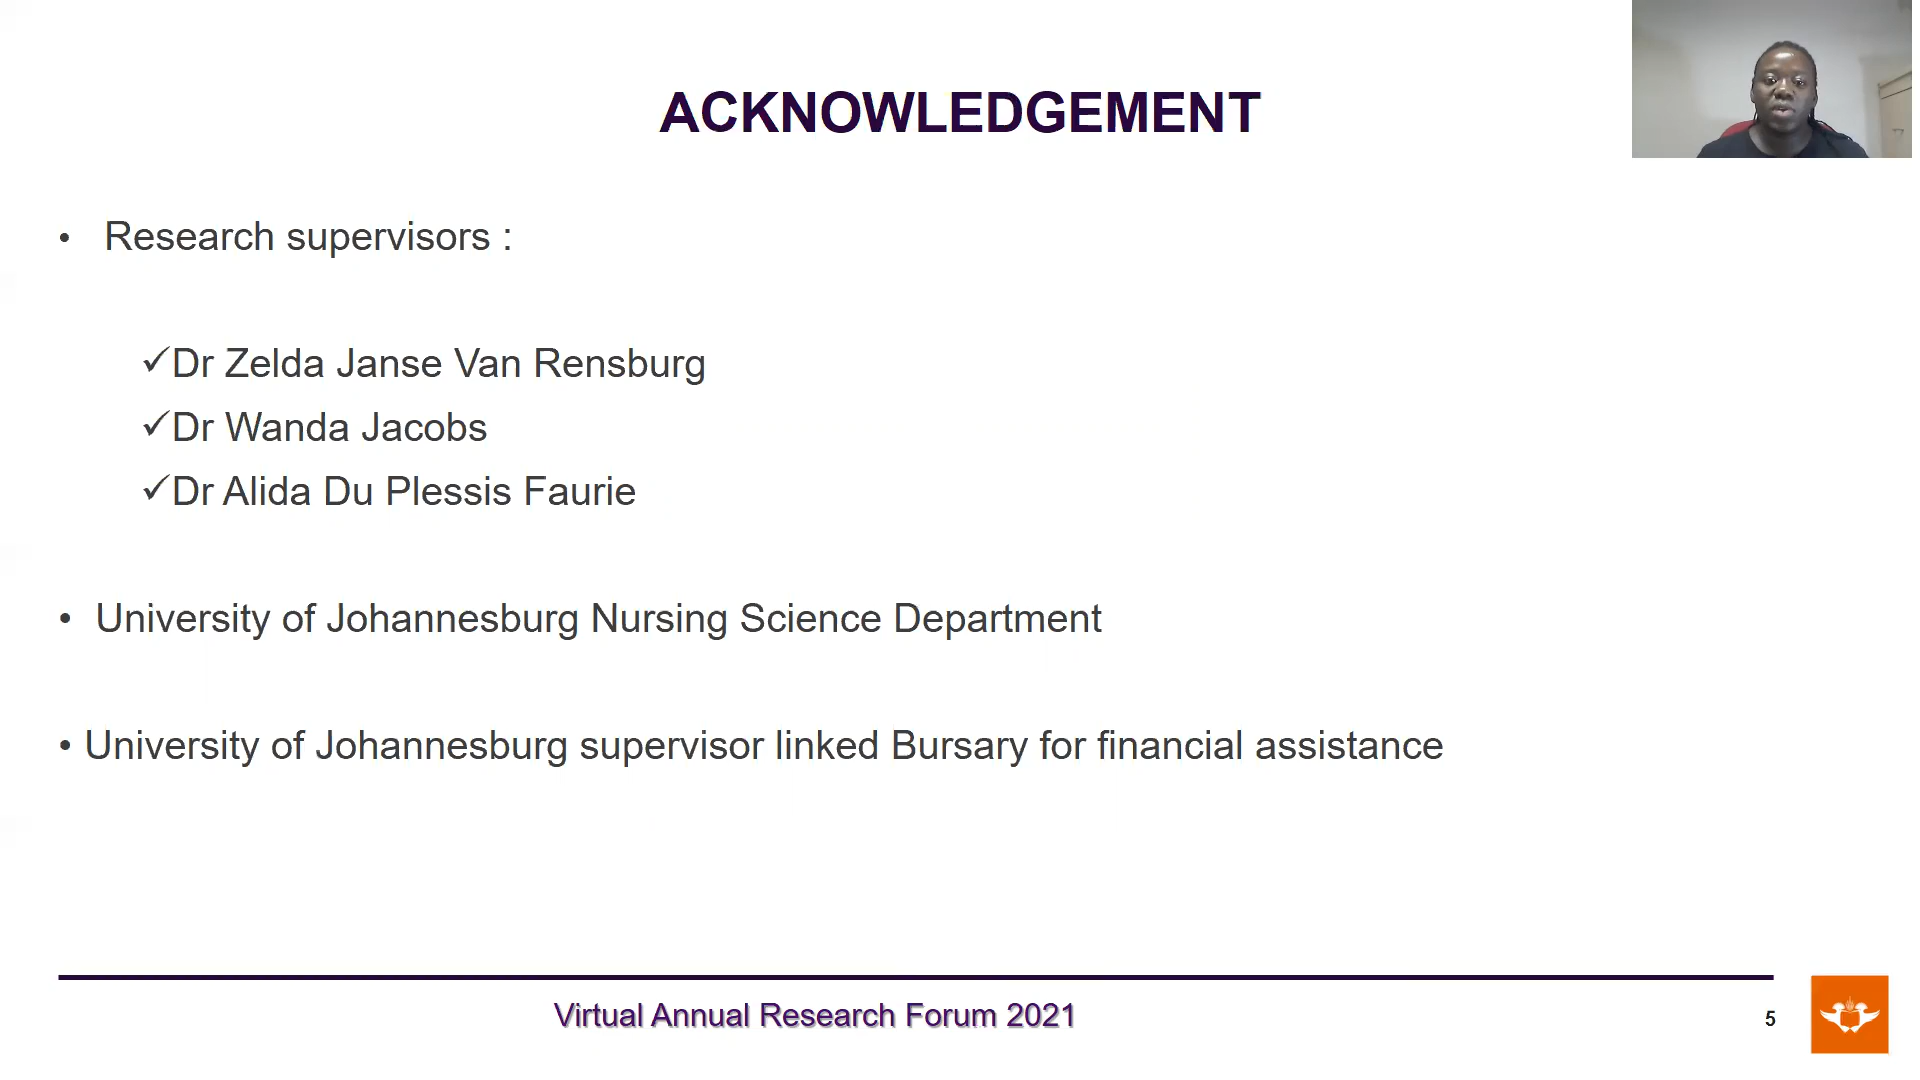 ACKNOWLEDGEMENT
• Research supervisors :
✓Dr Zelda Janse Van Rensburg
✓Dr Wanda Jacobs
✓Dr Alida Du Plessis Faurie
• University of Johannesburg Nursing Science Department
• University of Johannesburg supervisor linked Bursary for financial assistance
Virtual Annual Research Forum 2021
5